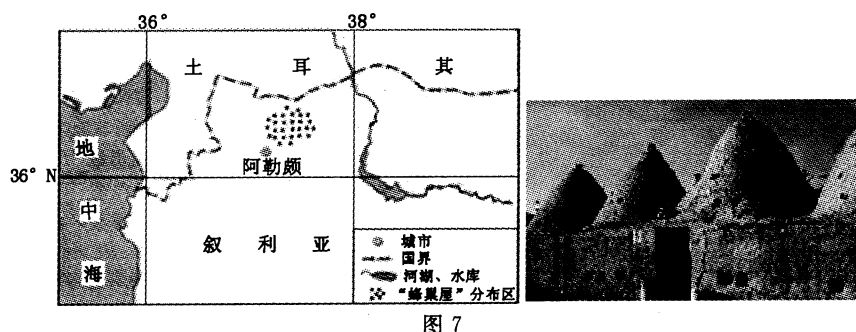 36°
38°
土 耳 其
地
中
海
36° N
阿勒颇
叙 利 亚
城市
国界
河湖、水库
“蜂巢屋”分布区
图 7